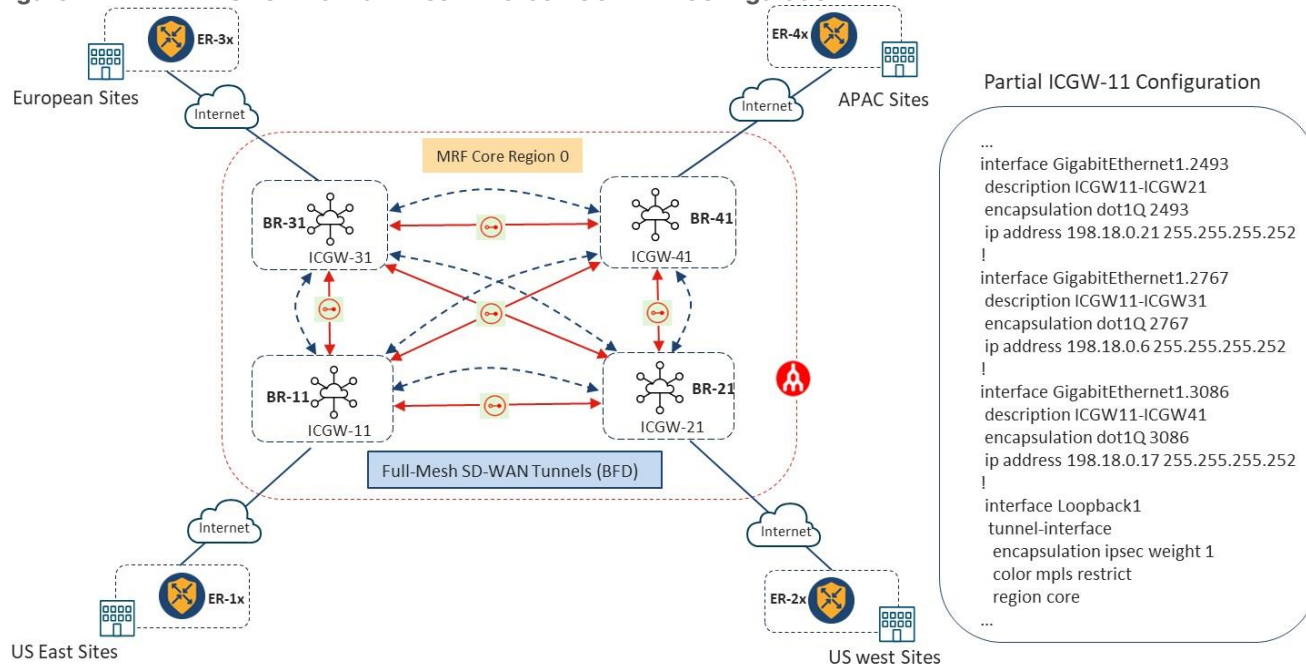 ER-3x
European Sites
Internet
ER-4x
APAC Sites
Internet
MRF Core Region 0
BR-31
ICGW-31
BR-41
ICGW-41
BR-11
ICGW-11
BR-21
ICGW-21
Full-Mesh SD-WAN Tunnels (BFD)
Internet
ER-1x
US East Sites
Internet
ER-2x
US west Sites
Partial ICGW-11 Configuration
...
interface GigabitEthernet1.2493
description ICGW11-ICGW21
encapsulation dot1Q 2493
ip address 198.18.0.21 255.255.255.252
!
interface GigabitEthernet1.2767
description ICGW11-ICGW31
encapsulation dot1Q 2767
ip address 198.18.0.6 255.255.255.252
!
interface GigabitEthernet1.3086
description ICGW11-ICGW41
encapsulation dot1Q 3086
ip address 198.18.0.17 255.255.255.252
!
interface Loopback1
tunnel-interface
encapsulation ipsec weight 1
color mpls restrict
region core
...